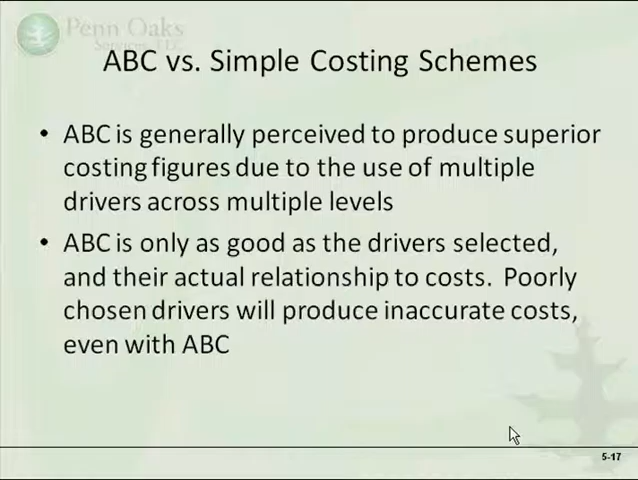 Penn Oaks
Services, LLC
ABC vs. Simple Costing Schemes
• ABC is generally perceived to produce superior
costing figures due to the use of multiple
drivers across multiple levels
• ABC is only as good as the drivers selected,
and their actual relationship to costs. Poorly
chosen drivers will produce inaccurate costs,
even with ABC
5-17